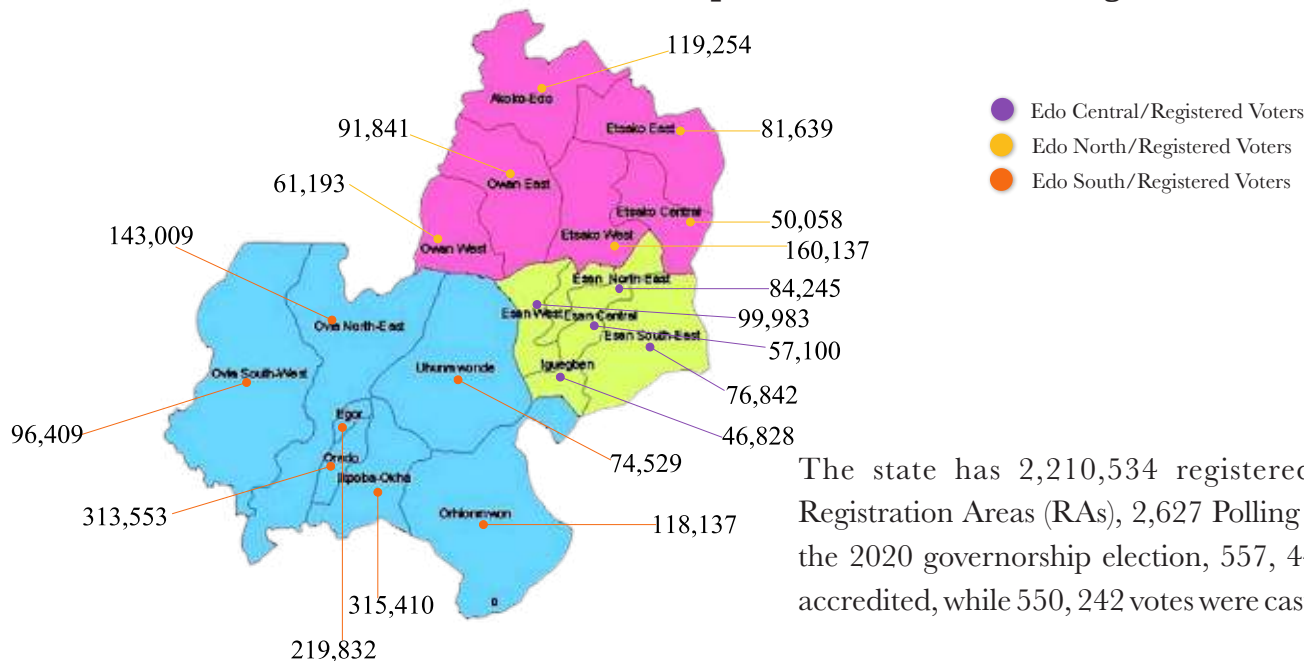 119,254
Akoko-Edo
Etsako East
81,639
91,841
Owan East
61,193
Etsako Central
50,058
Owan West
Etsako West
160,137
143,009
Esan North-East
84,245
Esan West
Esan Central
99,983
Ovia North-East
Esan South-East
57,100
Ovia South-West
Uhunmwonde
Iguegben
76,842
Egor
96,409
46,828
Oredo
74,529
Ikpoba-Okha
313,553
Orhionmwon
118,137
315,410
219,832
Edo Central/Registered Voters
Edo North/Registered Voters
Edo South/Registered Voters
The state has 2,210,534 registered
Registration Areas (RAs), 2,627 Polling
the 2020 governorship election, 557, 4
accredited, while 550, 242 votes were cas